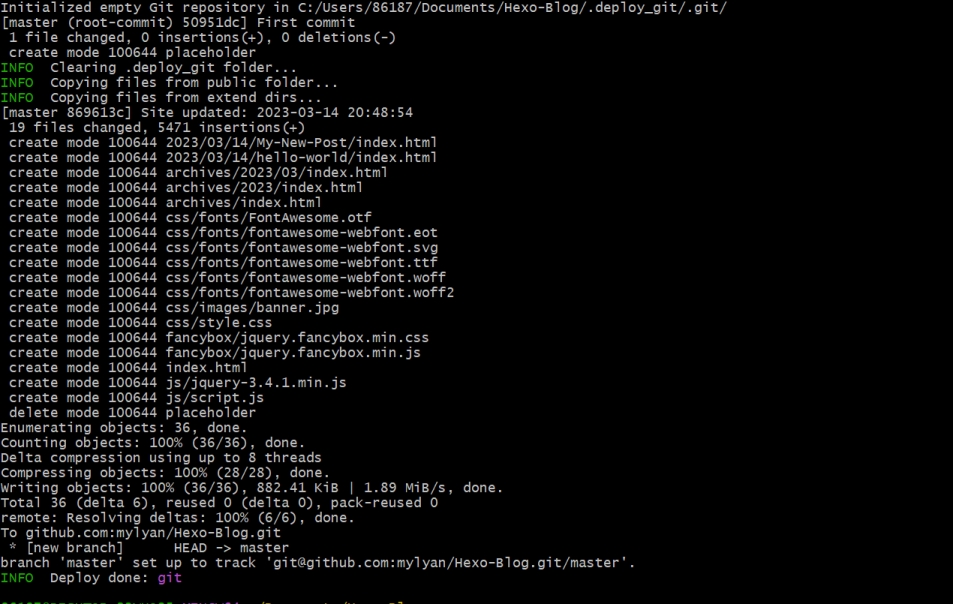 Initialized empty Git repository in C:/Users/86187/Documents/Hexo-Blog/.deploy_git/.git/
[master (root-commit) 50951dc] First commit
 1 file changed, 0 insertions(+), 0 deletions(-)
 create mode 100644 placeholder
INFO  Clearing .deploy_git folder...
INFO  Copying files from public folder...
INFO  Copying files from extend dirs...
[master 869613c] Site updated: 2023-03-14 20:48:54
 19 files changed, 5471 insertions(+)
 create mode 100644 2023/03/14/My-New-Post/index.html
 create mode 100644 2023/03/14/hello-world/index.html
 create mode 100644 archives/2023/03/index.html
 create mode 100644 archives/2023/index.html
 create mode 100644 archives/index.html
 create mode 100644 css/fonts/FontAwesome.otf
 create mode 100644 css/fonts/fontawesome-webfont.eot
 create mode 100644 css/fonts/fontawesome-webfont.svg
 create mode 100644 css/fonts/fontawesome-webfont.ttf
 create mode 100644 css/fonts/fontawesome-webfont.woff
 create mode 100644 css/fonts/fontawesome-webfont.woff2
 create mode 100644 css/images/banner.jpg
 create mode 100644 css/style.css
 create mode 100644 fancybox/jquery.fancybox.min.css
 create mode 100644 fancybox/jquery.fancybox.min.js
 create mode 100644 index.html
 create mode 100644 js/jquery-3.4.1.min.js
 create mode 100644 js/script.js
 delete mode 100644 placeholder
Enumerating objects: 36, done.
Counting objects: 100% (36/36), done.
Delta compression using up to 8 threads
Compressing objects: 100% (28/28), done.
Writing objects: 100% (36/36), 882.41 KiB | 1.89 MiB/s, done.
Total 36 (delta 6), reused 0 (delta 0), pack-reused 0
remote: Resolving deltas: 100% (6/6), done.
To github.com:mylyan/Hexo-Blog.git
 * [new branch]      HEAD -> master
branch 'master' set up to track 'git@github.com:mylyan/Hexo-Blog.git/master'.
INFO  Deploy done: git